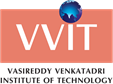 VVIT
VASIREDDY VENKATADRI
INSTITUTE OF TECHNOLOGY